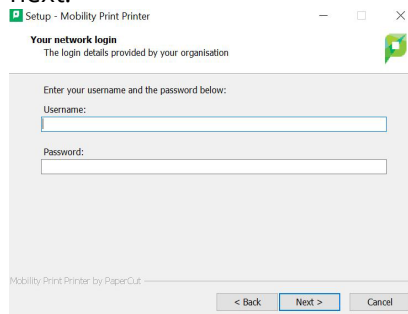 next.
Setup - Mobility Print Printer
Your network login
The login details provided by your organisation
Enter your username and the password below:
Username:
Password:
Mobility Print Printer by PaperCut
< Back Next > Cancel